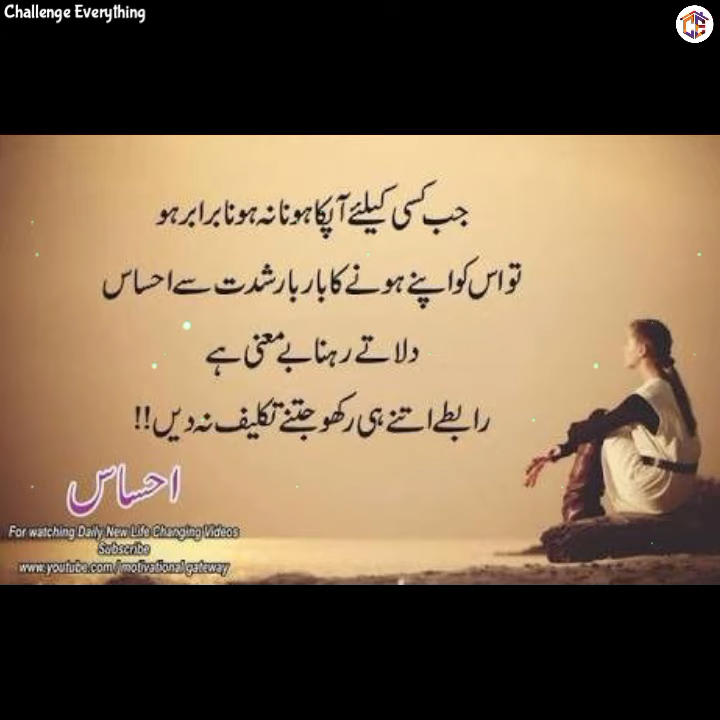 Challenge Everything
جب کسی کیلئے آپکا ہونا نہ ہونا برابر ہو
تو اس کو اپنے ہونے کا بار بار شدت سے احساس
دلاتے رہنا بے معنی ہے
رابطے اتنے ہی رکھو جتنے تکلیف نہ دیں!!
احساس
For watching Daily New Life Changing Videos
Subscribe
www.youtube.com/motivational gateway